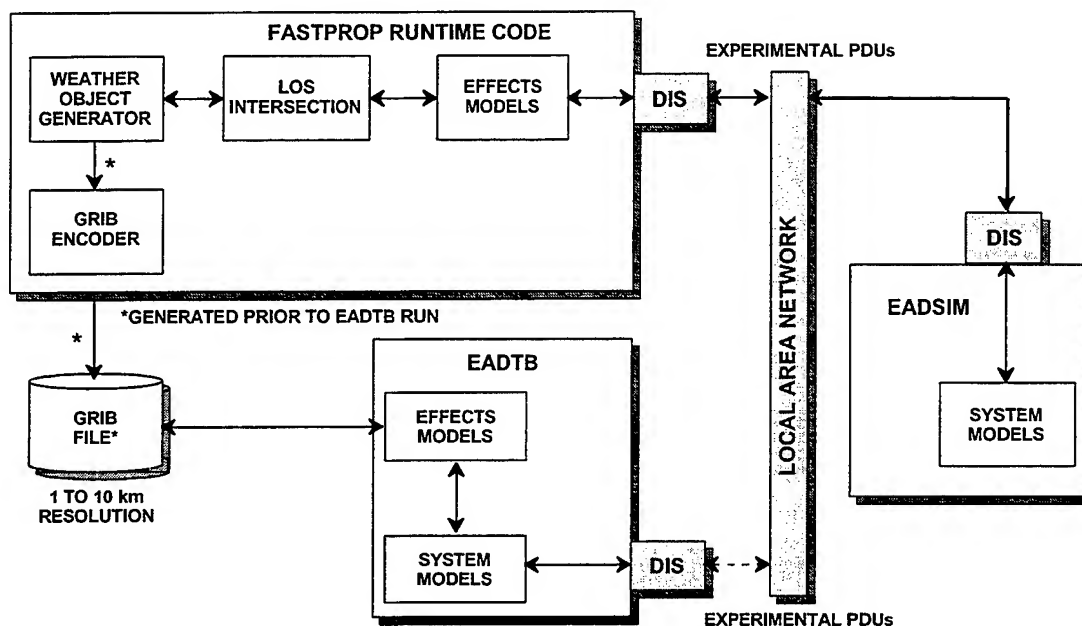 FASTPROP RUNTIME CODE
WEATHER
OBJECT
GENERATOR
LOS
INTERSECTION
EFFECTS
MODELS
DIS
EXPERIMENTAL PDUs
*
GRIB
ENCODER
LOCAL AREA NETWORK
DIS
EADSIM
SYSTEM
MODELS
*GENERATED PRIOR TO EADTB RUN
*
GRIB
FILE*
1 TO 10 km
RESOLUTION
EADTB
EFFECTS
MODELS
SYSTEM
MODELS
DIS
EXPERIMENTAL PDUs